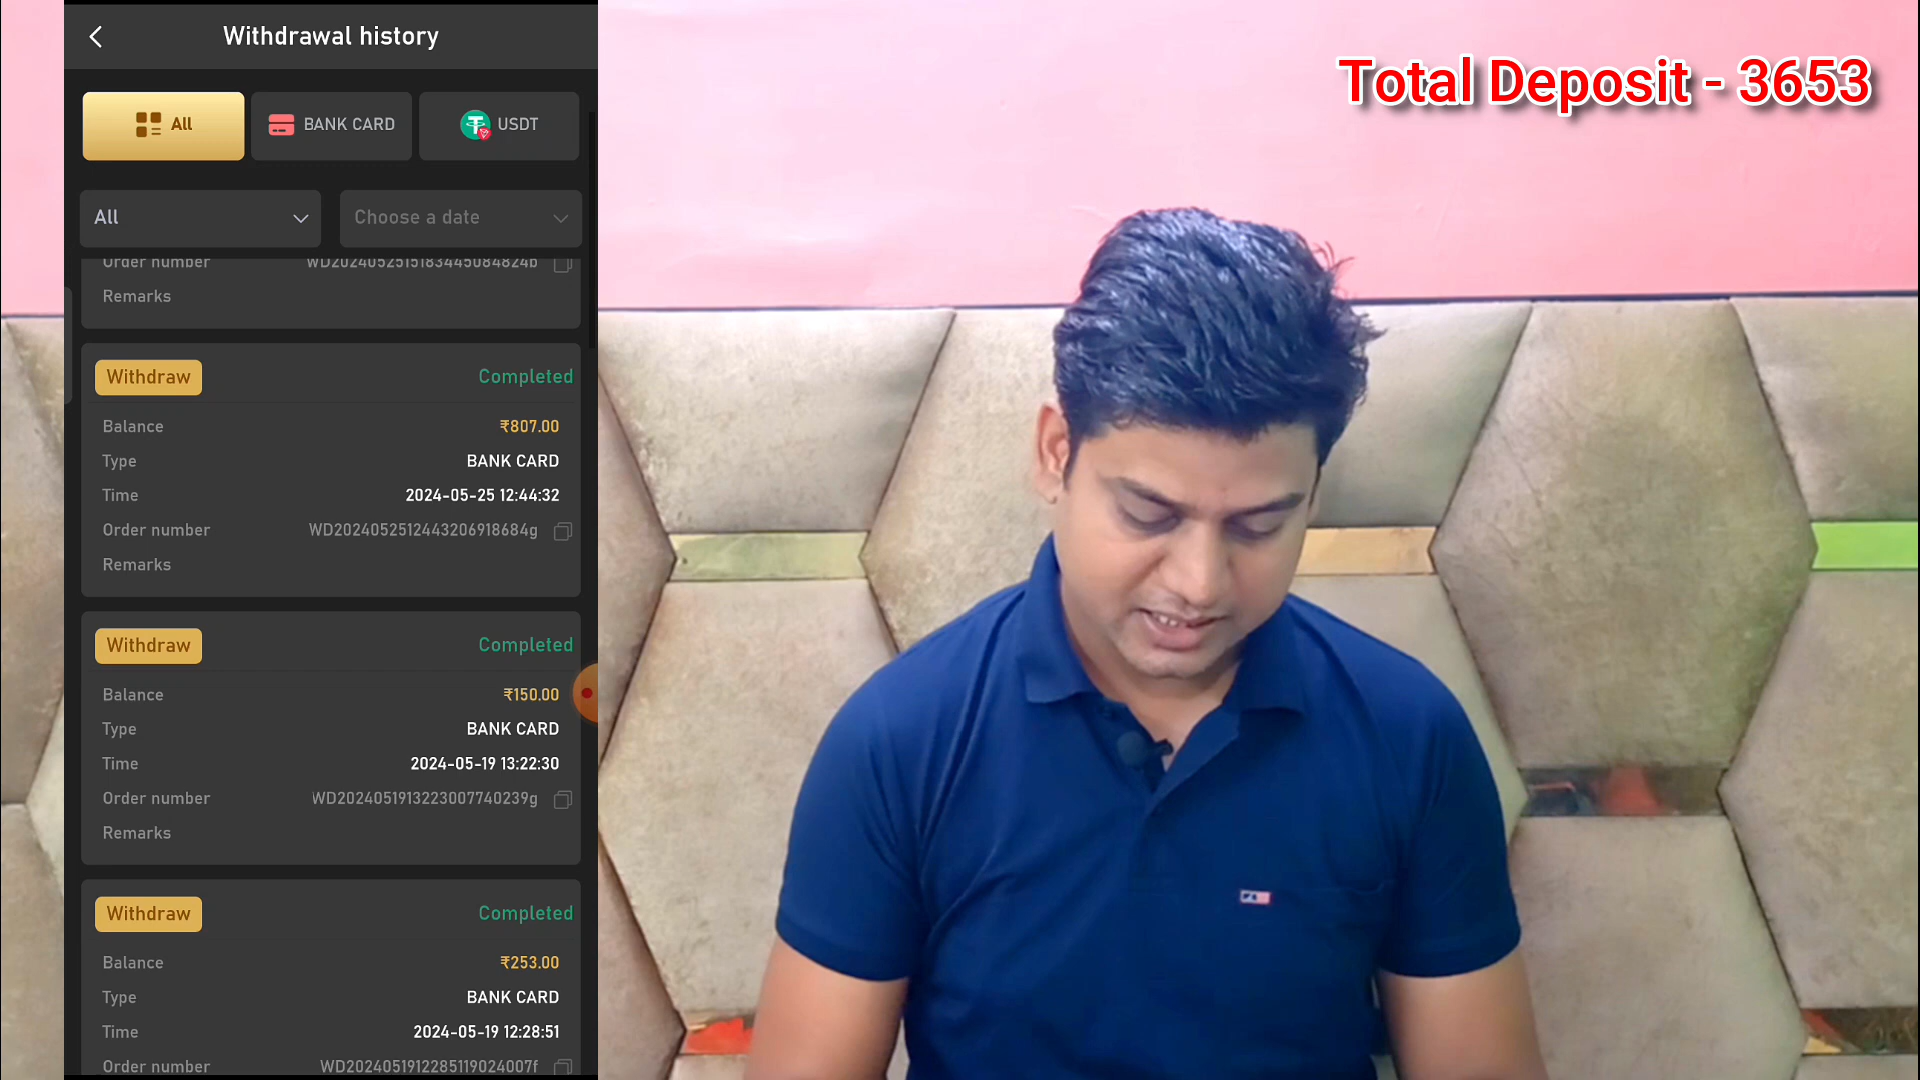 Withdrawal history
Total Deposit - 3653
All
BANK CARD
USDT
All
Choose a date
Order number WD2024052515183445084824b
Remarks
Withdraw Completed
Balance ₹807.00
Type BANK CARD
Time 2024-05-25 12:44:32
Order number WD2024052512443206918684g
Remarks
Withdraw Completed
Balance ₹150.00
Type BANK CARD
Time 2024-05-19 13:22:30
Order number WD2024051913223007740239g
Remarks
Withdraw Completed
Balance ₹253.00
Type BANK CARD
Time 2024-05-19 12:28:51
Order number WD2024051912285119024007f